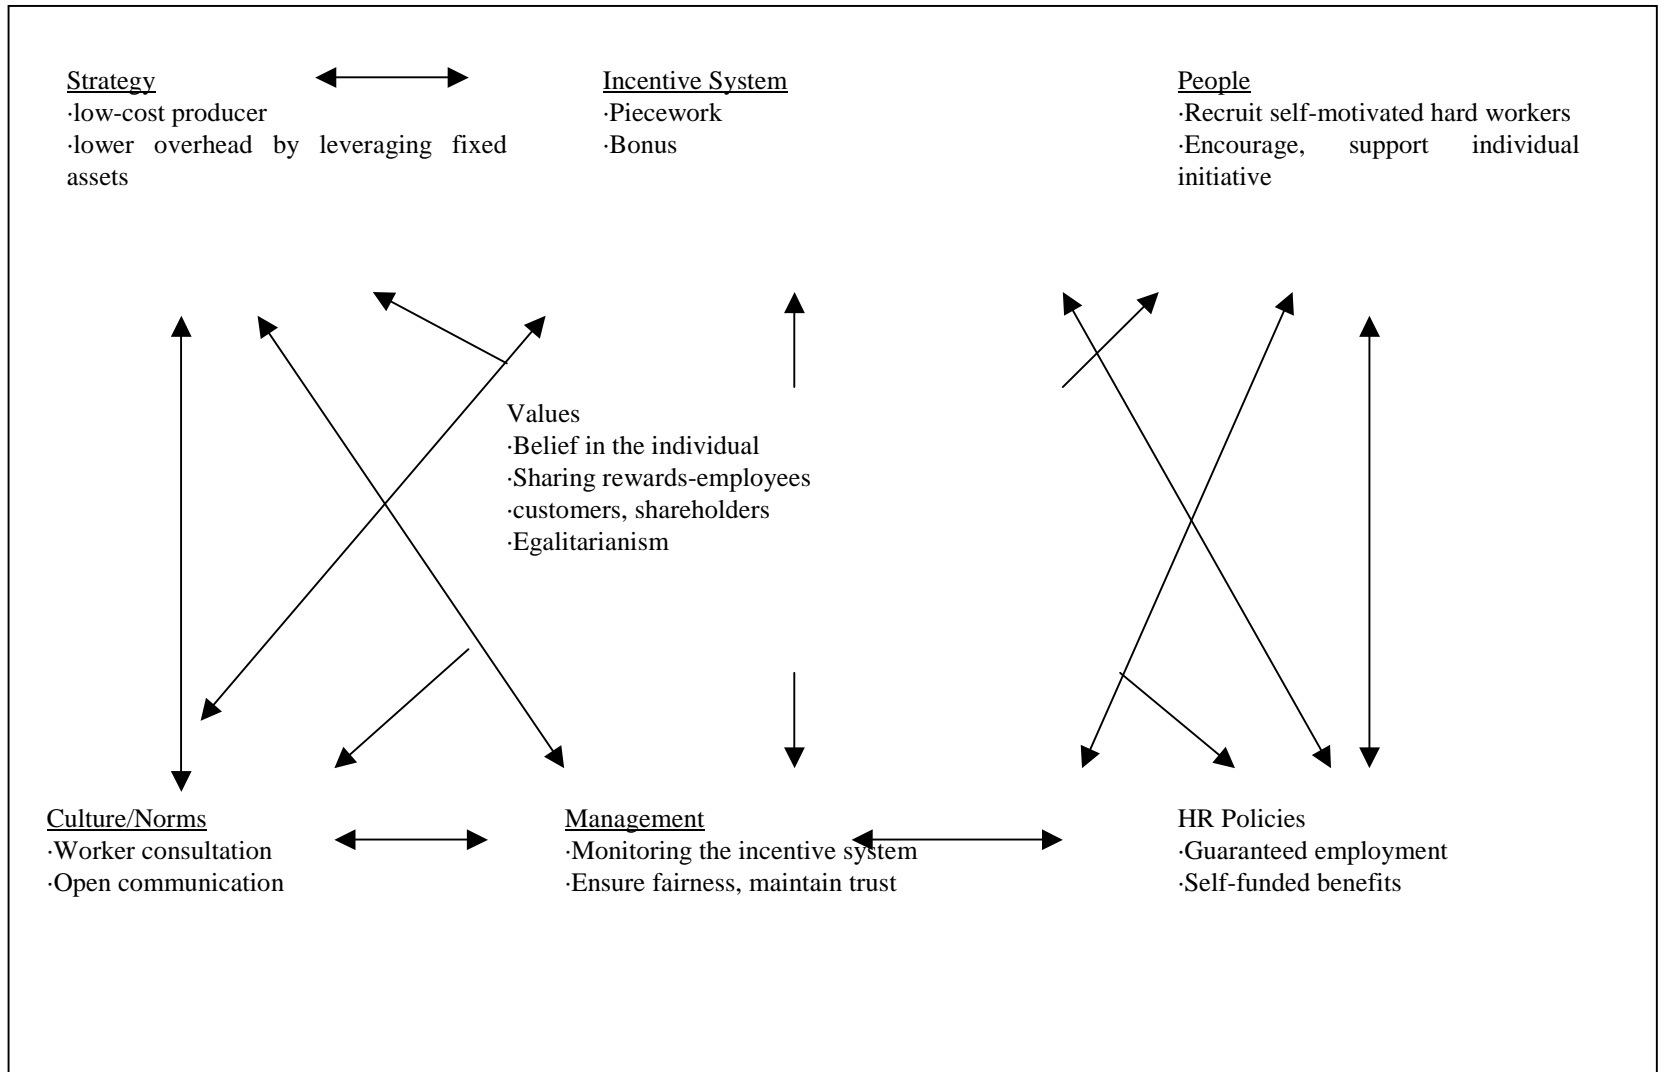 Strategy
·low-cost producer
·lower overhead by leveraging fixed
assets
Incentive System
·Piecework
·Bonus
People
·Recruit self-motivated hard workers
·Encourage, support individual
initiative
Values
·Belief in the individual
·Sharing rewards-employees
·customers, shareholders
·Egalitarianism
Culture/Norms
·Worker consultation
·Open communication
Management
·Monitoring the incentive system
·Ensure fairness, maintain trust
HR Policies
·Guaranteed employment
·Self-funded benefits